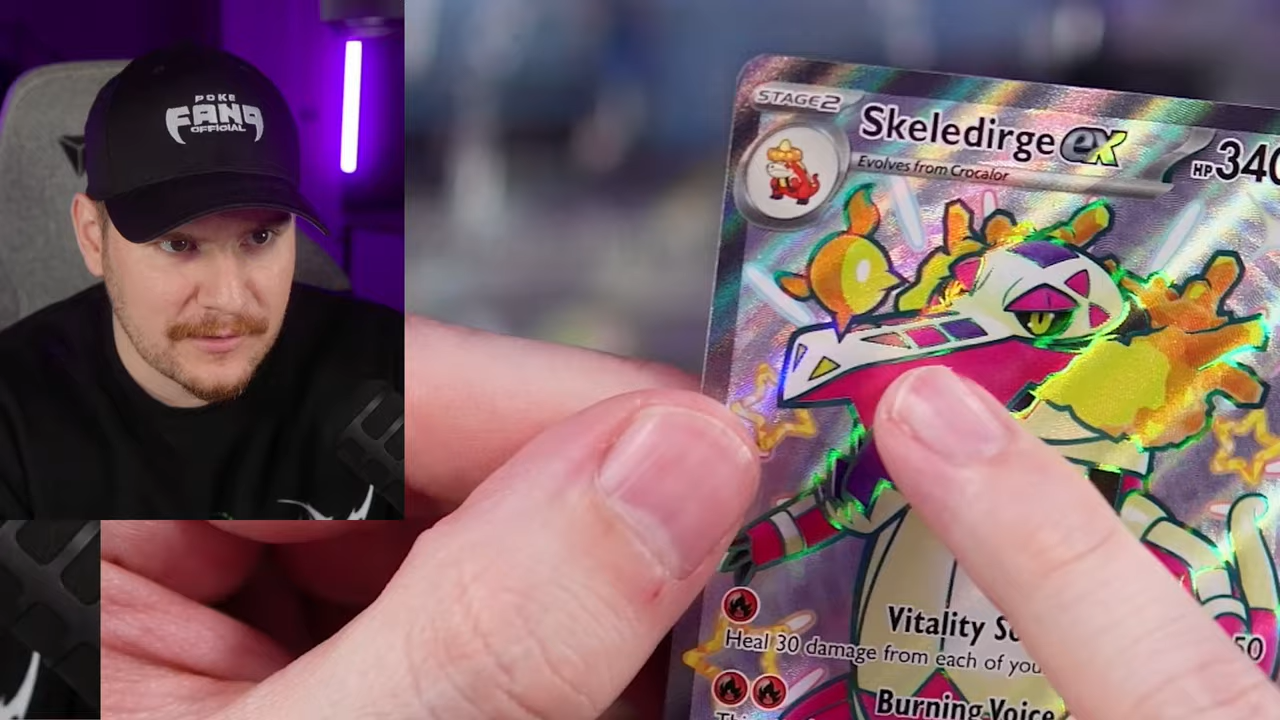 POKE
FANG
OFFICIAL
STAGE2
Skeledirge ex
HP 340
Evolves from Crocalor
Vitality So
50
Heal 30 damage from each of you
Burning Voice